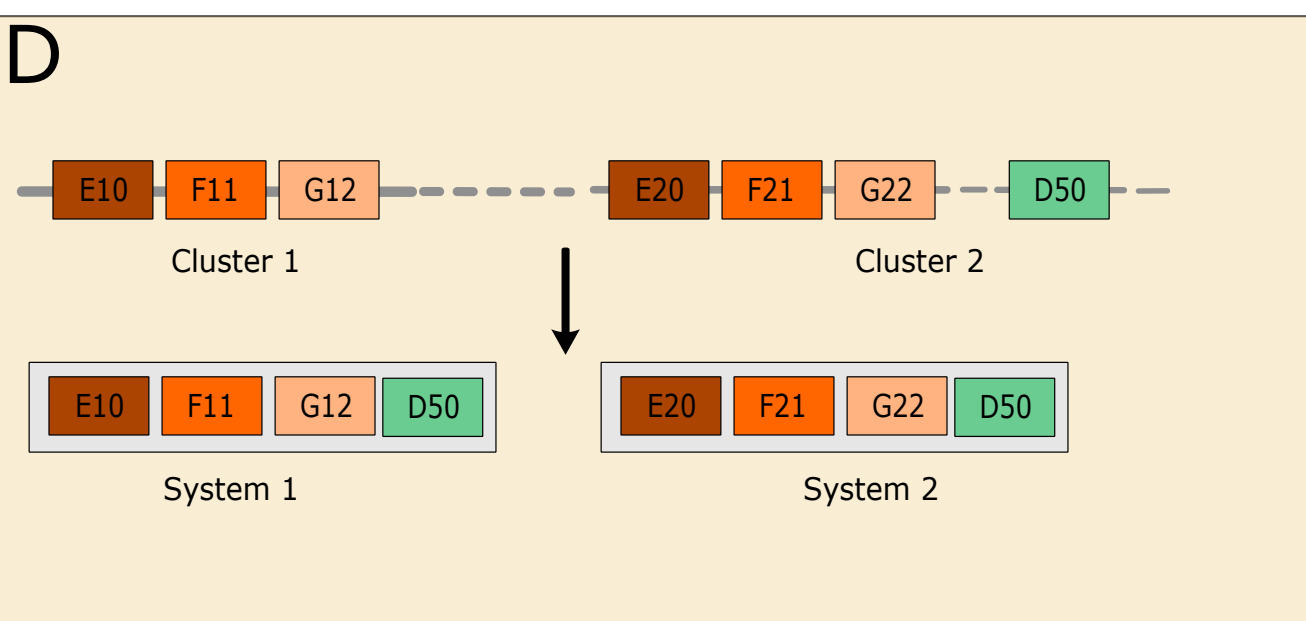 D
E10 F11 G12 E20 F21 G22 D50
Cluster 1 Cluster 2
E10 F11 G12 D50 E20 F21 G22 D50
System 1 System 2